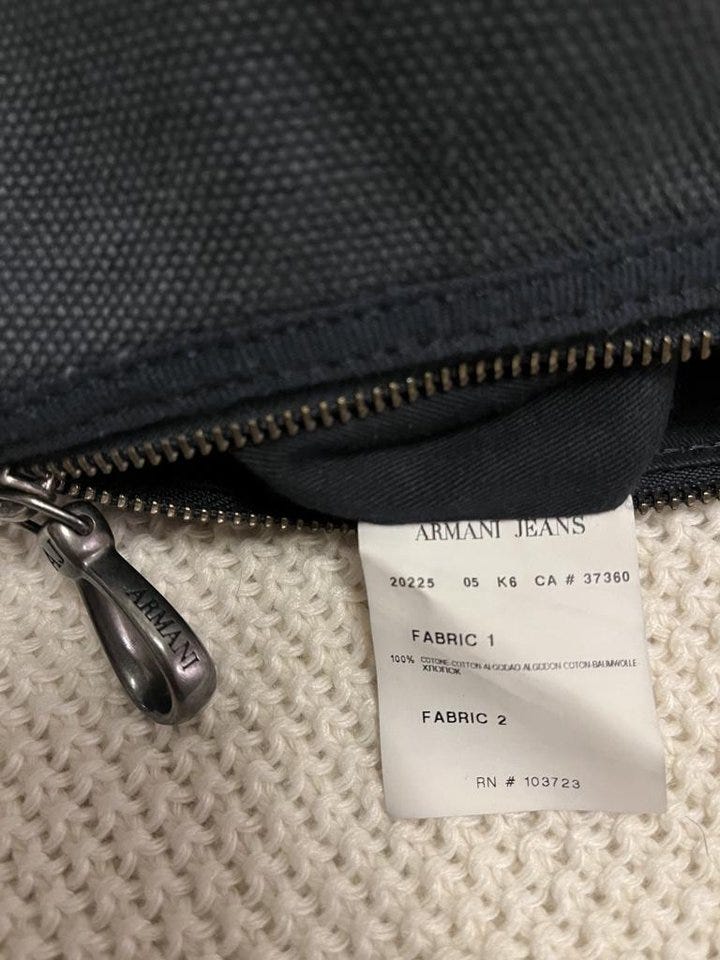 ARMANI JEANS
20225 05 K6 CA # 37360
FABRIC 1
100% COTONE-COTTON-ALGODAO ALGODON COTON-BAUMWOLLE
ХЛОПОК
FABRIC 2
RN # 103723
AJ
ARMANI